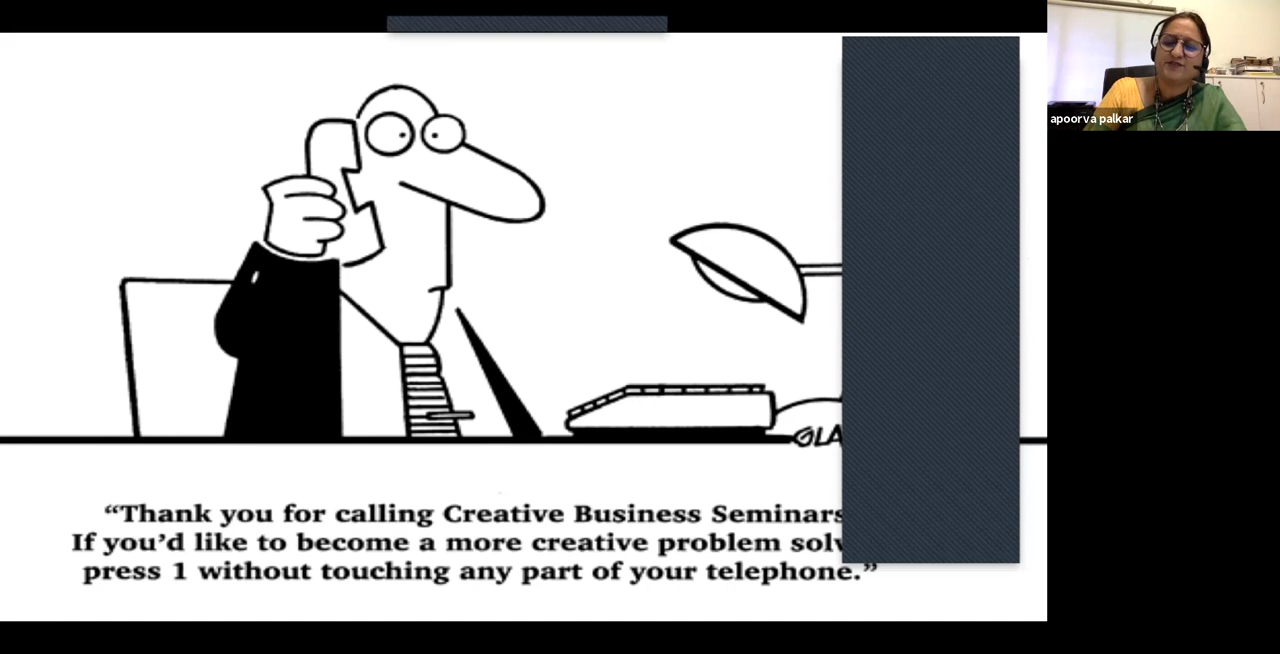 apoorva palkar
“Thank you for calling Creative Business Seminars
If you’d like to become a more creative problem
press 1 without touching any part of your telephone.”